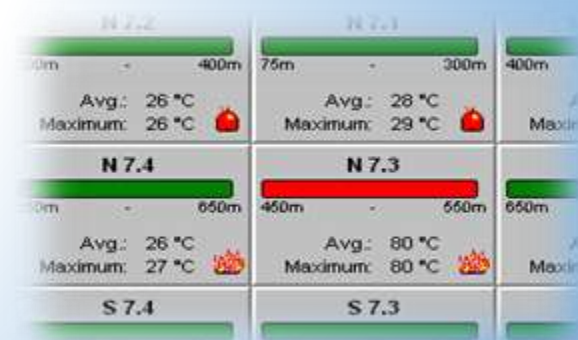 N 7.2 N 7.1
400m 75m - 300m 400m
Avg.: 26 °C Avg.: 28 °C
Maximum: 26 °C Maximum: 29 °C
N 7.4 N 7.3
- 650m 450m - 550m 650m
Avg.: 26 °C Avg.: 80 °C
Maximum: 27 °C Maximum: 80 °C
S 7.4 S 7.3